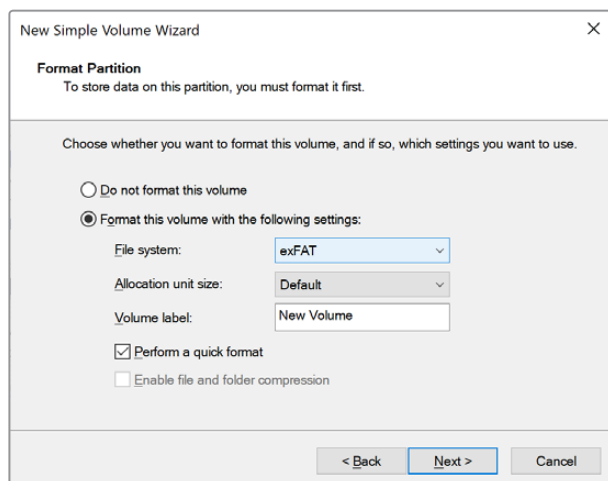 New Simple Volume Wizard
Format Partition
To store data on this partition, you must format it first.
Choose whether you want to format this volume, and if so, which settings you want to use.
Do not format this volume
Format this volume with the following settings:
File system: exFAT
Allocation unit size: Default
Volume label: New Volume
Perform a quick format
Enable file and folder compression
< Back Next > Cancel